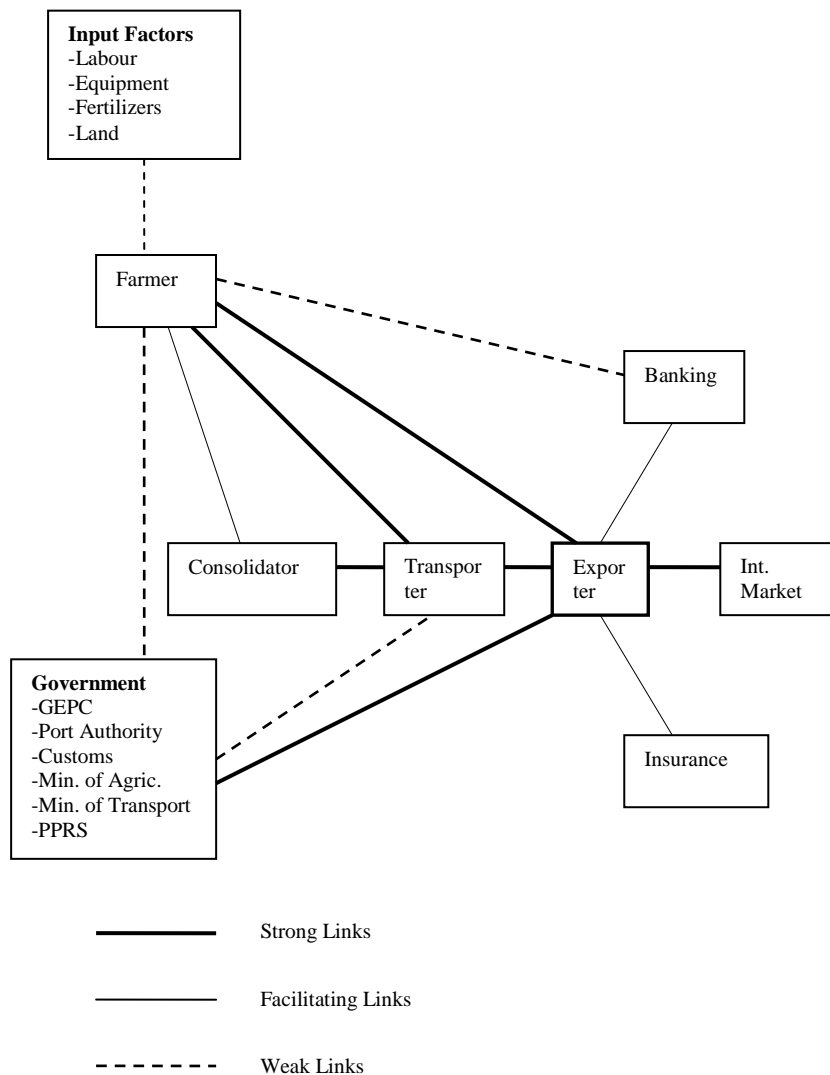 Input Factors
-Labour
-Equipment
-Fertilizers
-Land
Farmer
Banking
Consolidator
Transpor
ter
Expor
ter
Int.
Market
Government
-GEPC
-Port Authority
-Customs
-Min. of Agric.
-Min. of Transport
-PPRS
Insurance
Strong Links
Facilitating Links
Weak Links